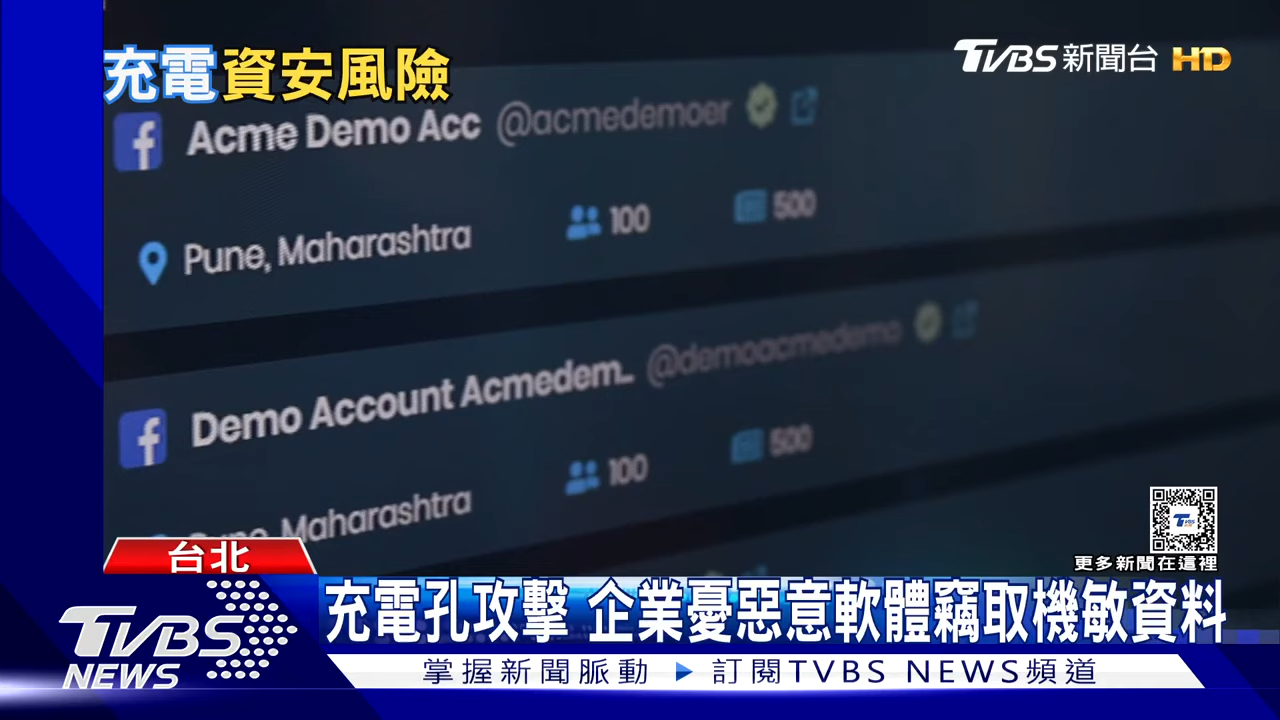 充電資安風險
TVBS新聞台 HD
Acme Demo Acc @acmedemoer
Pune, Maharashtra 100 500
Demo Account Acmedem.. @demoacmedemo
100 500
Pune, Maharashtra
更多新聞在這裡
台北
充電孔攻擊 企業憂惡意軟體竊取機敏資料
TVBS NEWS
掌握新聞脈動 訂閱TVBS NEWS頻道